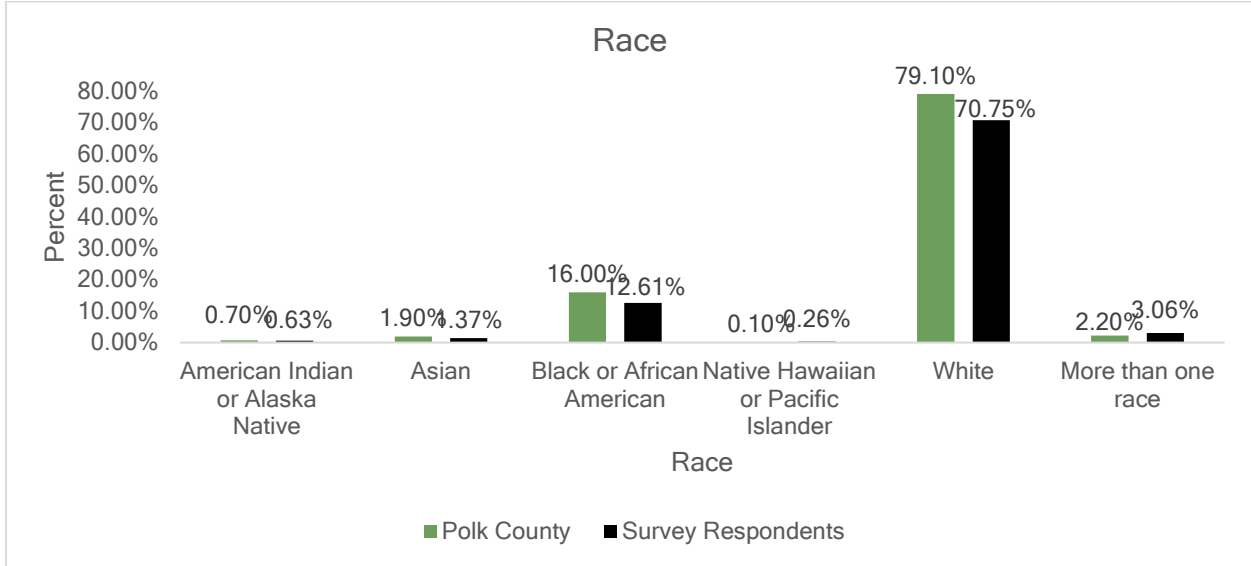 Race
Percent
80.00%
70.00%
60.00%
50.00%
40.00%
30.00%
20.00%
10.00%
0.00%
0.70%
0.63%
1.90%
1.37%
16.00%
12.61%
0.10%
0.26%
79.10%
70.75%
2.20%
3.06%
American Indian
or Alaska
Native
Asian
Black or African
American
Native Hawaiian
or Pacific
Islander
White
More than one
race
Race
Polk County
Survey Respondents